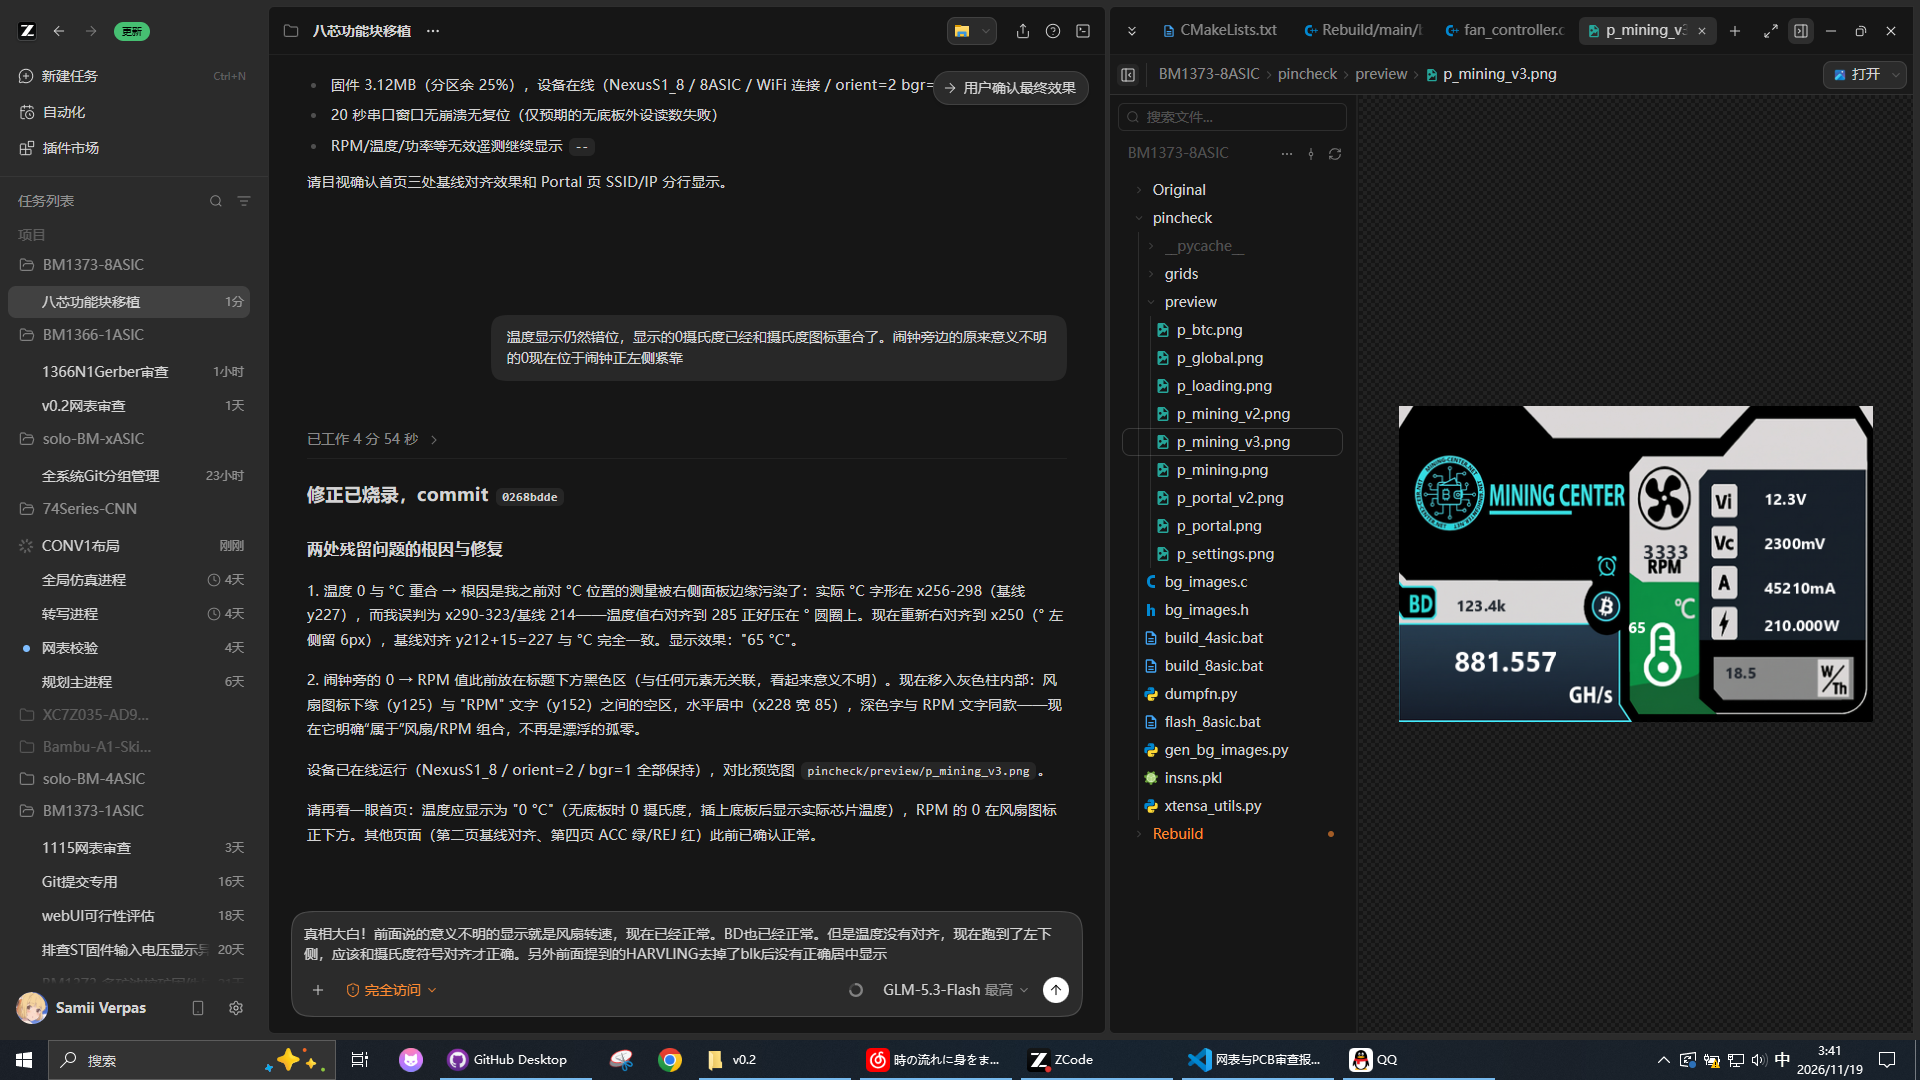 更新
新建任务 Ctrl+N
自动化
插件市场
任务列表
项目
BM1373-8ASIC
八芯功能块移植 1分
BM1366-1ASIC
1366N1Gerber审查 1小时
v0.2网表审查 1天
solo-BM-xASIC
全系统Git分组管理 23小时
74Series-CNN
CONV1布局 刚刚
全局仿真进程 4天
转写进程 4天
网表校验 4天
规划主进程 6天
XC7Z035-AD9...
Bambu-A1-Ski...
solo-BM-4ASIC
BM1373-1ASIC
1115网表审查 3天
Git提交专用 16天
webUI可行性评估 18天
排查ST固件输入电压显示异 20天
Samii Verpas
八芯功能块移植 ...
固件 3.12MB（分区余 25%），设备在线（NexusS1_8 / 8ASIC / WiFi 连接 / orient=2 bgr=
→ 用户确认最终效果
20 秒串口窗口无崩溃无复位（仅预期的无底板外设读数失败）
RPM/温度/功率等无效遥测继续显示 --
请目视确认首页三处基线对齐效果和 Portal 页 SSID/IP 分行显示。
温度显示仍然错位，显示的0摄氏度已经和摄氏度图标重合了。闹钟旁边的原来意义不明
的0现在位于闹钟正左侧紧靠
已工作 4 分 54 秒
修正已烧录，commit 0268bdde
两处残留问题的根因与修复
1. 温度 0 与 °C 重合 → 根因是我之前对 °C 位置的测量被右侧面板边缘污染了：实际 °C 字形在 x256-298（基线
y227），而我误判为 x290-323/基线 214——温度值右对齐到 285 正好压在 ° 圆圈上。现在重新右对齐到 x250（° 左
侧留 6px），基线对齐 y212+15=227 与 °C 完全一致。显示效果："65 °C"。
2. 闹钟旁的 0 → RPM 值此前放在标题下方黑色区（与任何元素无关联，看起来意义不明）。现在移入灰色柱内部：风
扇图标下缘（y125）与 "RPM" 文字（y152）之间的空区，水平居中（x228 宽 85），深色字与 RPM 文字同款——现
在它明确“属于”风扇/RPM 组合，不再是漂浮的孤零。
设备已在线运行（NexusS1_8 / orient=2 / bgr=1 全部保持），对比预览图 pincheck/preview/p_mining_v3.png 。
请再看一眼首页：温度应显示为 "0 °C"（无底板时 0 摄氏度，插上底板后显示实际芯片温度），RPM 的 0 在风扇图标
正下方。其他页面（第二页基线对齐、第四页 ACC 绿/REJ 红）此前已确认正常。
真相大白！前面说的意义不明的显示就是风扇转速，现在已经正常。BD也已经正常。但是温度没有对齐，现在跑到了左下
侧，应该和摄氏度符号对齐才正确。另外前面提到的HARVLING去掉了blk后没有正确居中显示
完全访问
GLM-5.3-Flash 最高
CMakeLists.txt
Rebuild/main/
fan_controller.c
p_mining_v3
BM1373-8ASIC › pincheck › preview › p_mining_v3.png
打开
搜索文件...
BM1373-8ASIC
Original
pincheck
__pycache__
grids
preview
p_btc.png
p_global.png
p_loading.png
p_mining_v2.png
p_mining_v3.png
p_mining.png
p_portal_v2.png
p_portal.png
p_settings.png
bg_images.c
bg_images.h
build_4asic.bat
build_8asic.bat
dumpfn.py
flash_8asic.bat
gen_bg_images.py
insns.pkl
xtensa_utils.py
Rebuild
MINING CENTER
3333
RPM
Vi 12.3V
Vc 2300mV
A 45210mA
210.000W
BD 123.4k
°C
65
881.557
GH/s
18.5
W/Th
搜索
GitHub Desktop
v0.2
時の流れに身をま...
ZCode
网表与PCB审查报...
QQ
中
3:41
2026/11/19